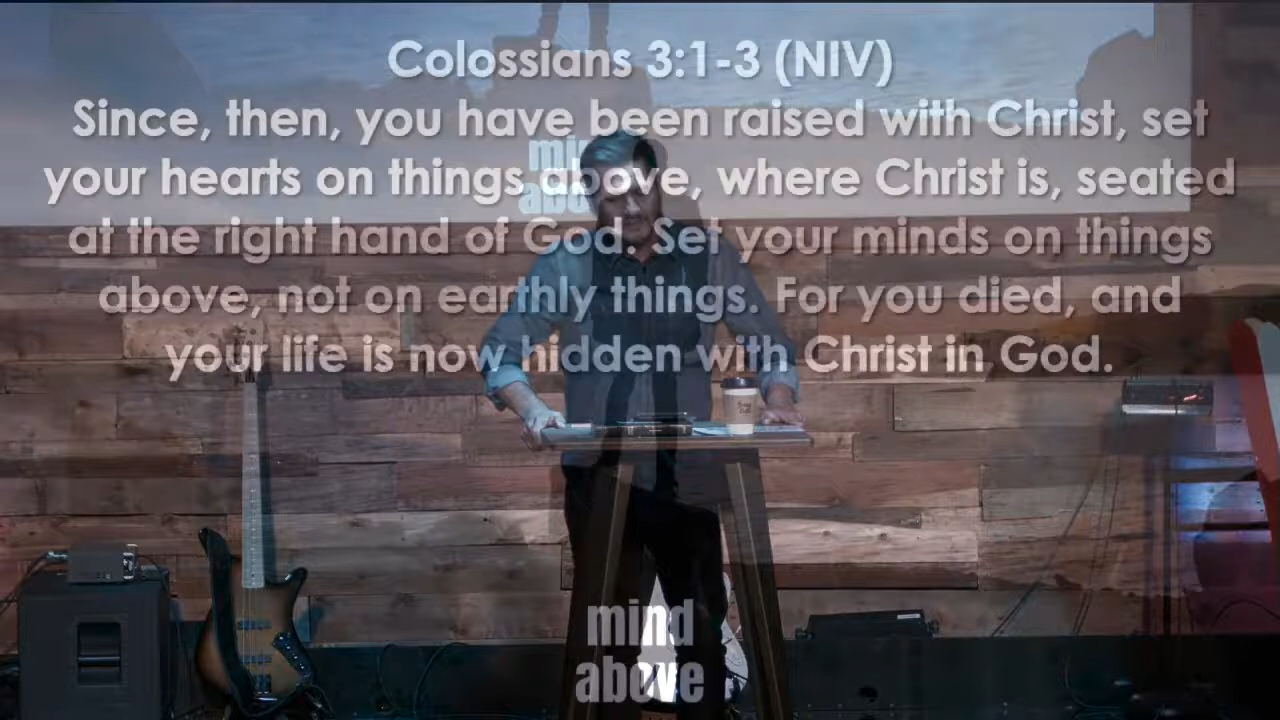 Colossians 3:1-3 (NIV)
Since, then, you have been raised with Christ, set
your hearts on things above, where Christ is, seated
at the right hand of God. Set your minds on things
above, not on earthly things. For you died, and
your life is now hidden with Christ in God.
mind
above